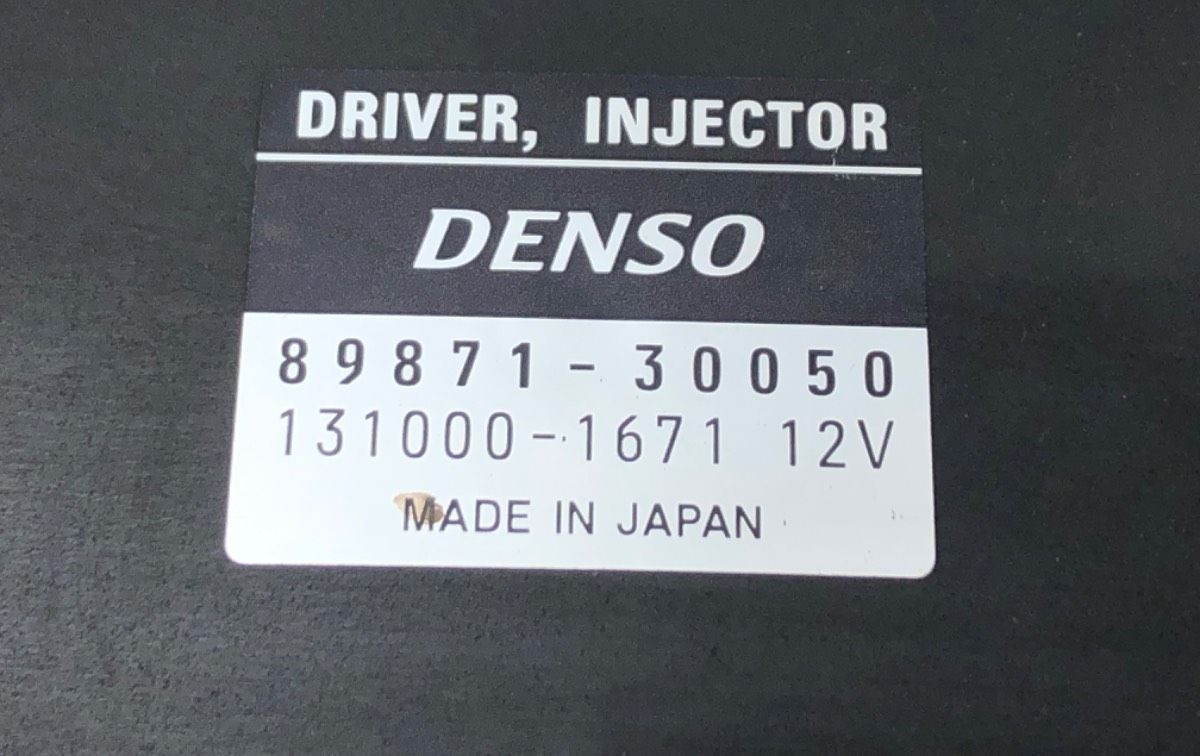 DRIVER, INJECTOR
DENSO
89871-30050
131000-1671 12V
MADE IN JAPAN